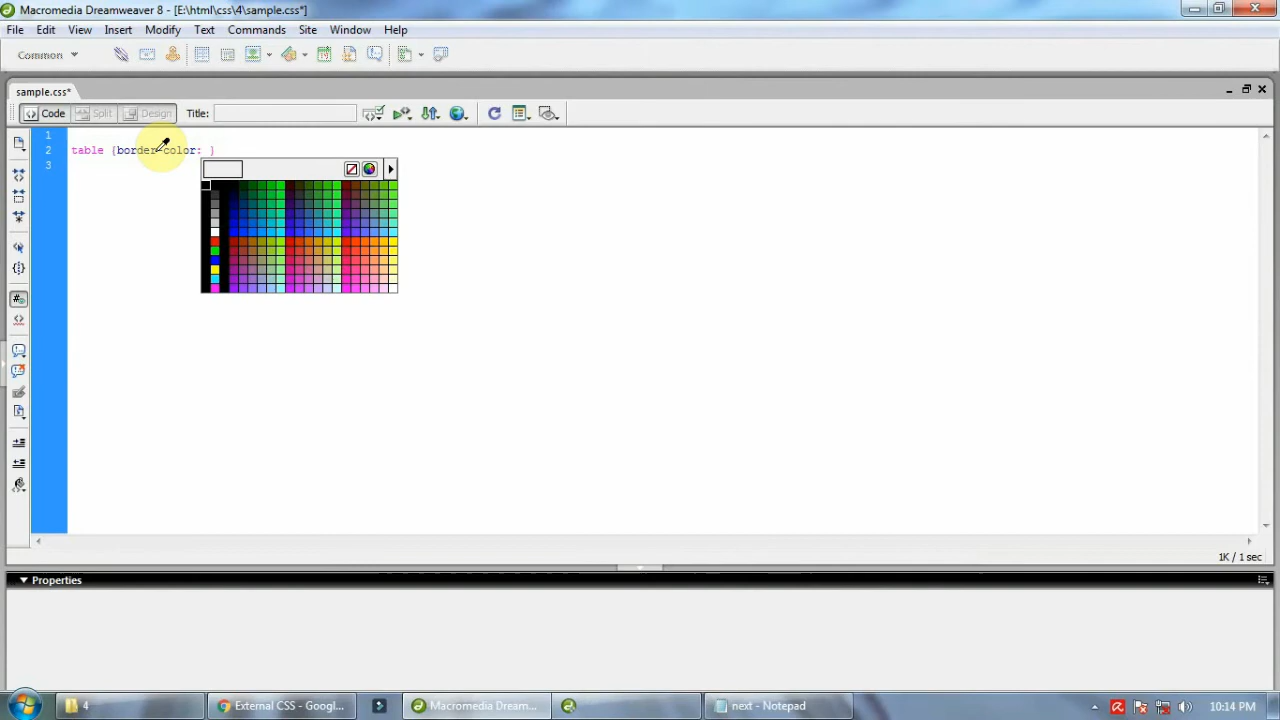 Macromedia Dreamweaver 8 - [E:\html\css\4\sample.css*]
File Edit View Insert Modify Text Commands Site Window Help
Common
sample.css*
Code Split Design Title:
1
2 table {border-color: }
3
1K / 1 sec
Properties
4 External CSS - Googl... Macromedia Dream... next - Notepad 10:14 PM